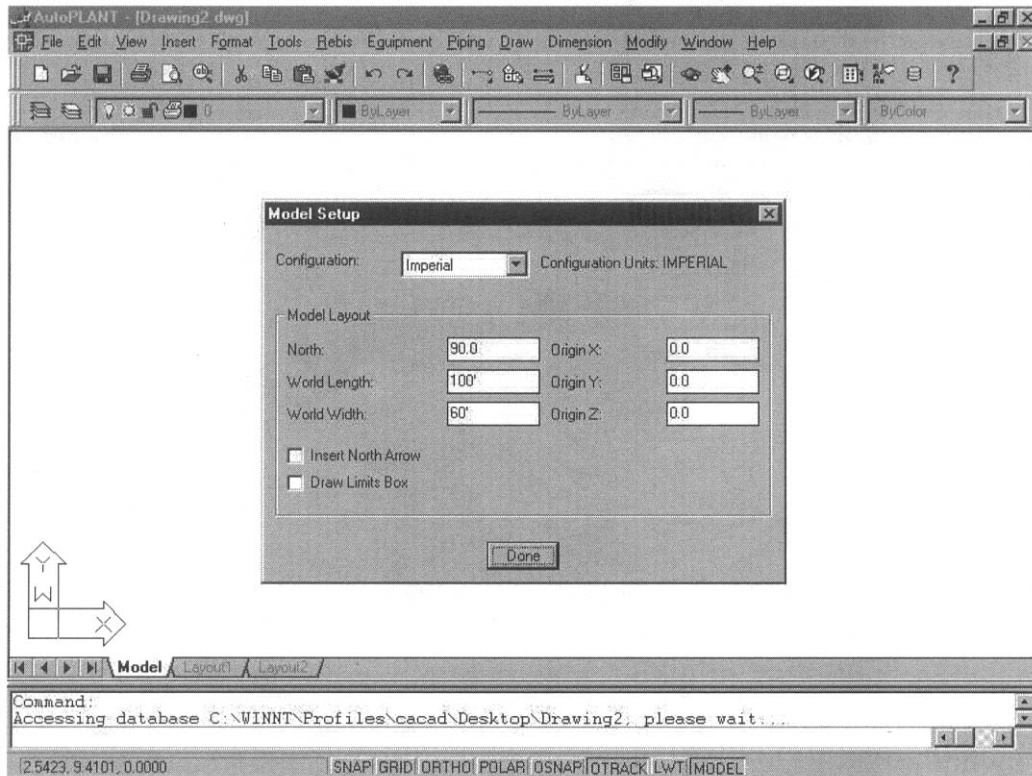 AutoPLANT - [Drawing2.dwg]
File Edit View Insert Format Tools Rebis Equipment Piping Draw Dimension Modify Window Help
0 ByLayer ByLayer ByLayer ByColor
Model Setup
Configuration: Imperial Configuration Units: IMPERIAL
Model Layout
North: 90.0 Origin X: 0.0
World Length: 100' Origin Y: 0.0
World Width: 60' Origin Z: 0.0
Insert North Arrow
Draw Limits Box
Done
Y
W
X
Model Layout1 Layout2
Command:
Accessing database C:\WINNT\Profiles\cacad\Desktop\Drawing2, please wait...
2.5423, 9.4101, 0.0000 SNAP GRID ORTHO POLAR OSNAP OTRACK LWT MODEL